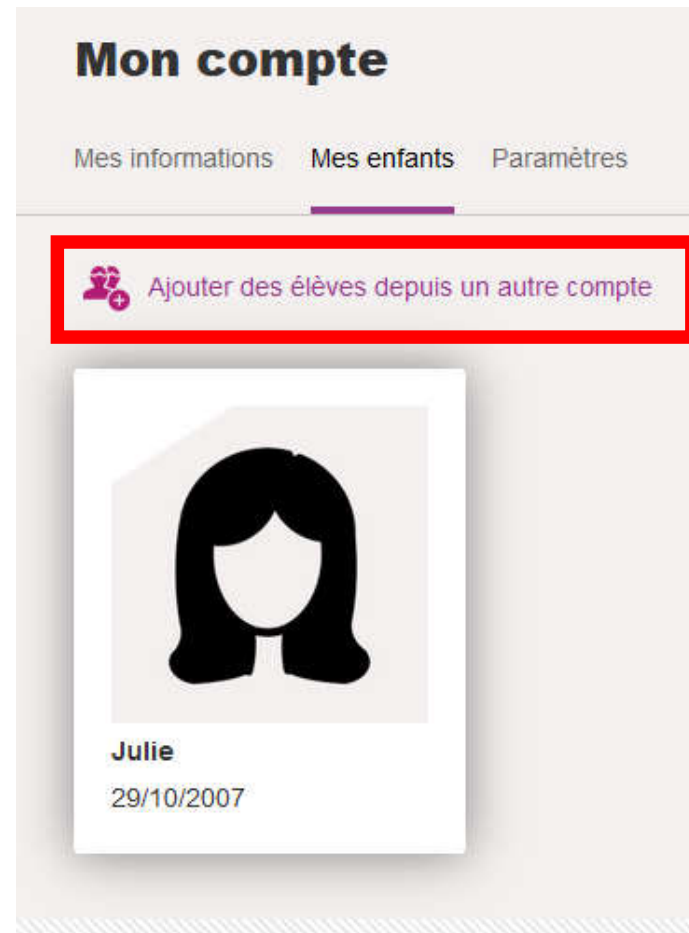 Mon compte
Mes informations Mes enfants Paramètres
Ajouter des élèves depuis un autre compte
Julie
29/10/2007